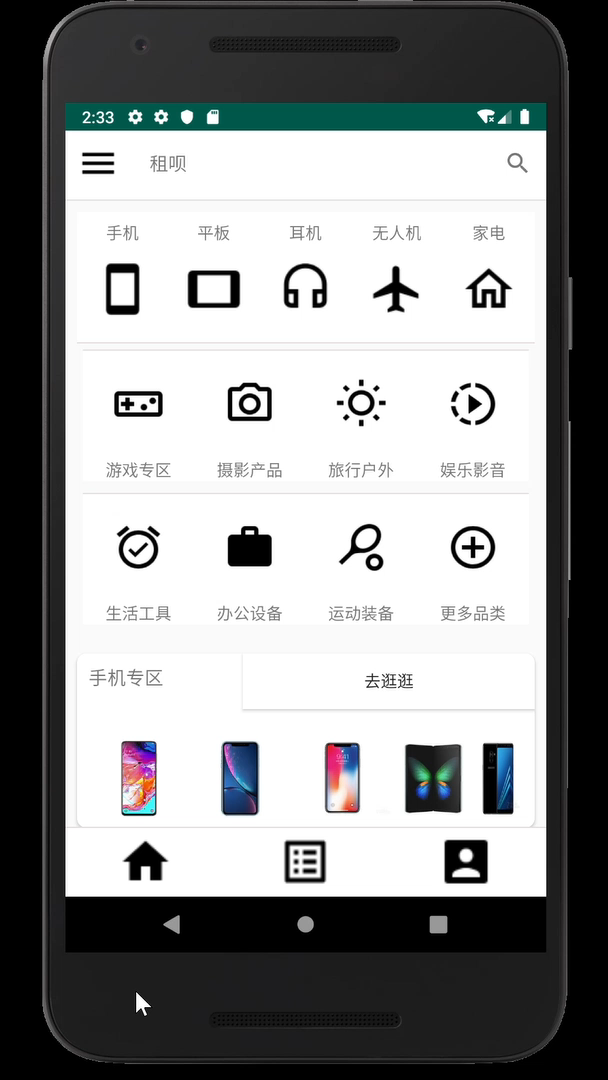 2:33
租呗
手机 平板 耳机 无人机 家电
游戏专区 摄影产品 旅行户外 娱乐影音
生活工具 办公设备 运动装备 更多品类
手机专区 去逛逛